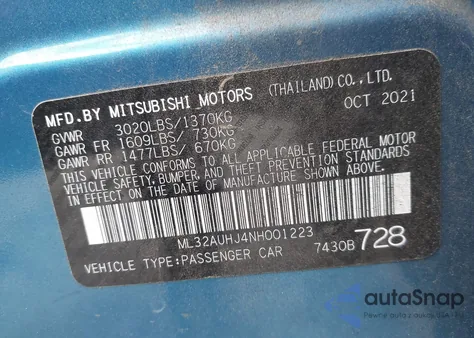 MFD.BY MITSUBISHI MOTORS (THAILAND) CO., LTD.
OCT 2021
GVWR 3020LBS/1370KG
GAWR FR 1609LBS/ 730KG
GAWR RR 1477LBS/ 670KG
THIS VEHICLE CONFORMS TO ALL APPLICABLE FEDERAL MOTOR
VEHICLE SAFETY, BUMPER, AND THEFT PREVENTION STANDARDS
IN EFFECT ON THE DATE OF MANUFACTURE SHOWN ABOVE.
ML32AUHJ4NH001223
VEHICLE TYPE:PASSENGER CAR 7430B 728
autoSnap